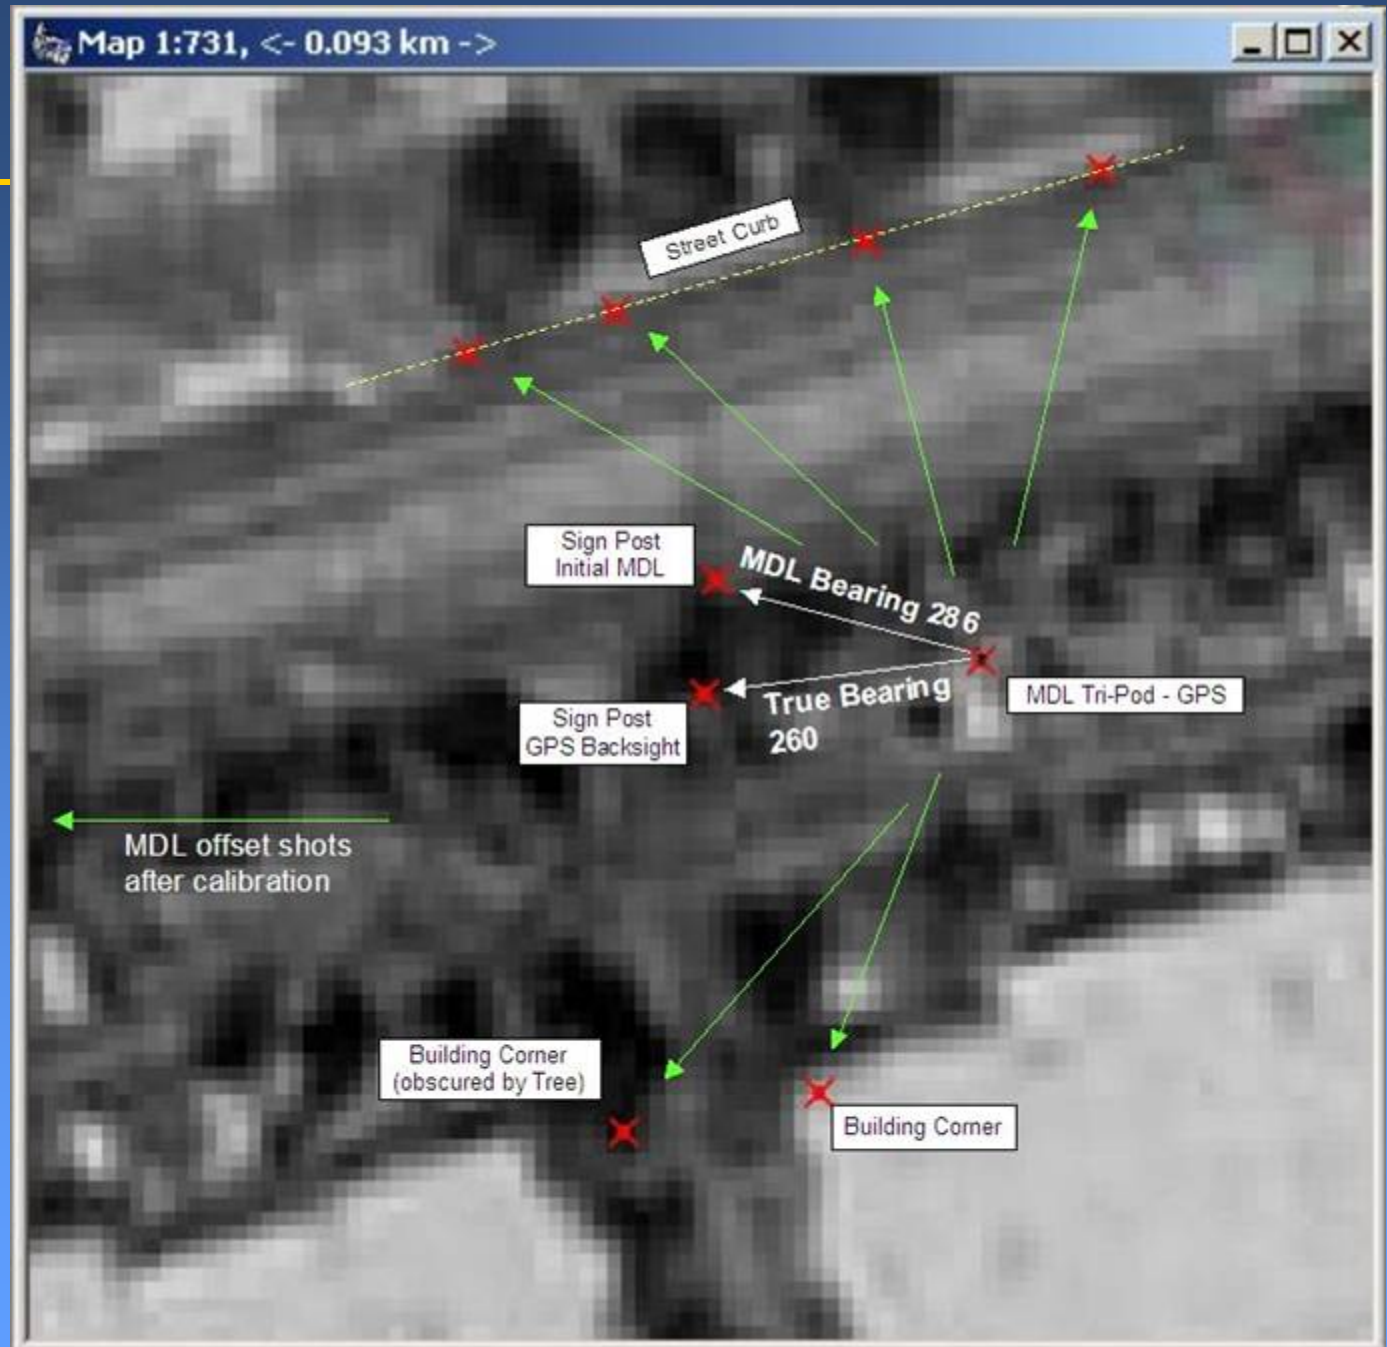 Map 1:731, <- 0.093 km ->
Street Curb
Sign Post
Initial MDL
MDL Bearing 286
True Bearing
260
MDL Tri-Pod - GPS
Sign Post
GPS Backsight
MDL offset shots
after calibration
Building Corner
(obscured by Tree)
Building Corner